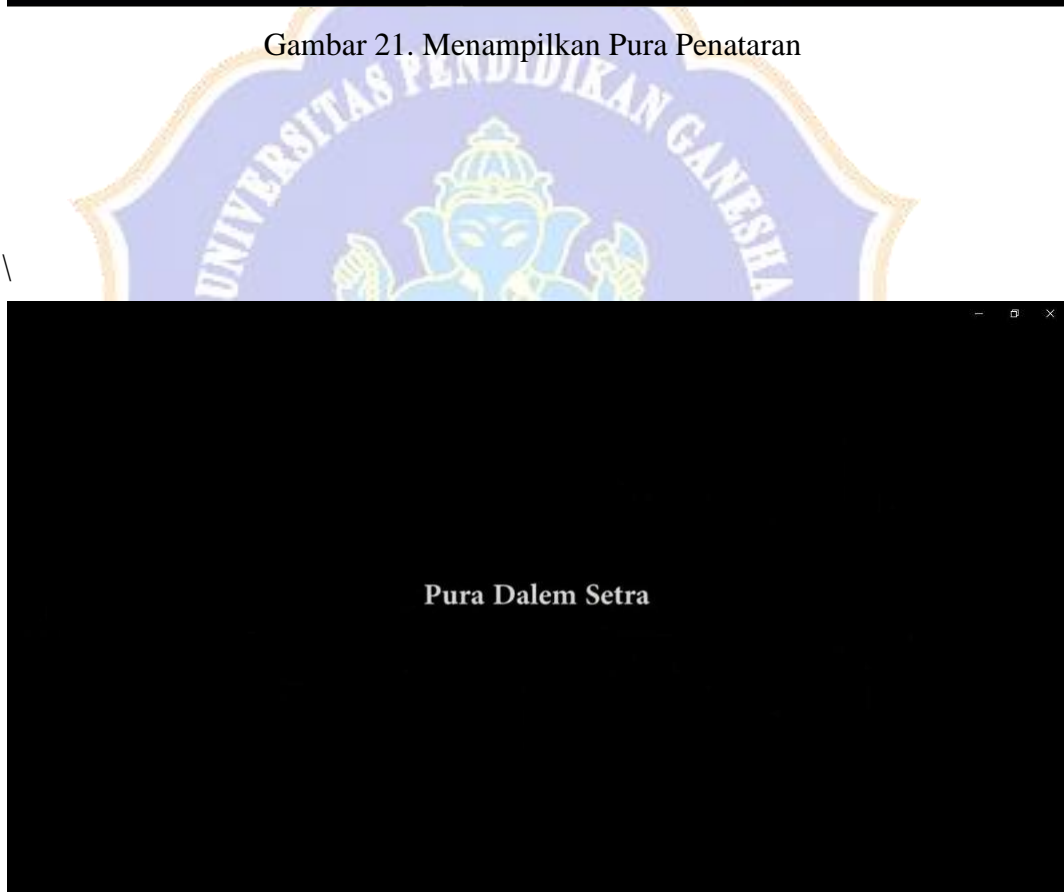 Gambar 21. Menampilkan Pura Penataran
UNIVERSITAS PENDIDIKAN GANESHA
\
Pura Dalem Setra